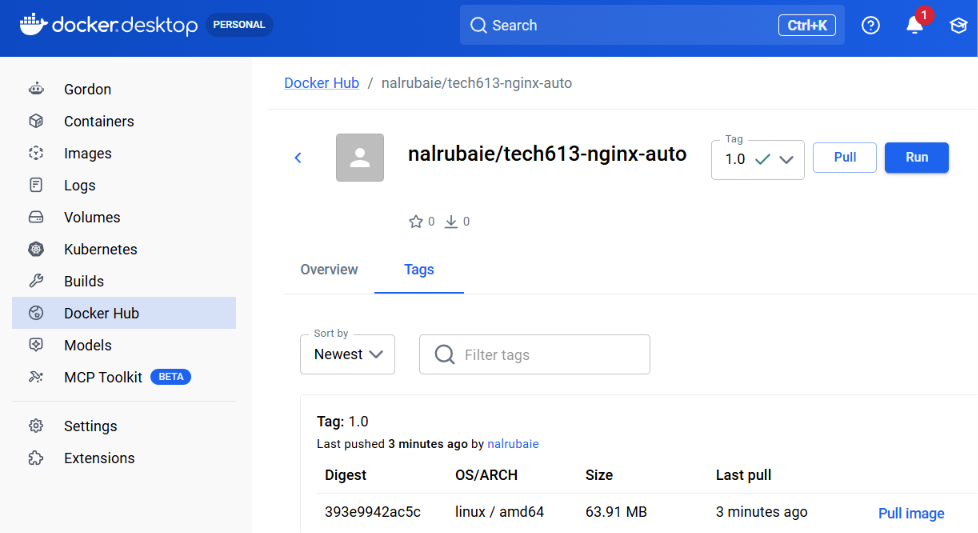 docker desktop PERSONAL Search Ctrl+K 1
Gordon
Containers
Images
Logs
Volumes
Kubernetes
Builds
Docker Hub
Models
MCP Toolkit BETA
Settings
Extensions
Docker Hub / nalrubaie/tech613-nginx-auto
nalrubaie/tech613-nginx-auto
Tag
1.0
Pull
Run
0 0
Overview Tags
Sort by
Newest
Filter tags
Tag: 1.0
Last pushed 3 minutes ago by nalrubaie
Digest OS/ARCH Size Last pull
393e9942ac5c linux / amd64 63.91 MB 3 minutes ago Pull image